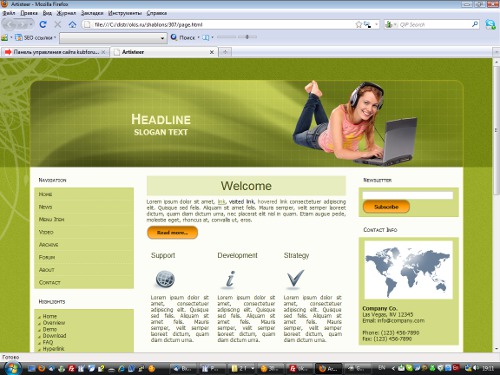 Artisteer - Mozilla Firefox
Файл Правка Вид Журнал Закладки Инструменты Справка
file:///C:/distr/olos.ru/shablons/307/page.html
QIP Search
SEO ссылки
Поиск
Панель управления сайта kubforu...
Artisteer
Headline
SLOGAN TEXT
Navigation
Home
News
Menu Item
Video
Archive
Forum
About
Contact
Highlights
Home
Overview
Demo
Download
FAQ
Hyperlink
Welcome
Lorem ipsum dolor sit amet, link, visited link, hovered link consectetuer adipiscing
elit. Quisque sed felis. Aliquam sit amet felis. Mauris semper, velit semper laoreet
dictum, quam diam dictum urna, nec placerat elit nisl in quam. Etiam augue pede,
molestie eget, rhoncus at, convallis ut, eros.
Read more...
Support
Lorem ipsum dolor sit
amet, consectetuer
adipiscing elit. Quisque
sed felis. Aliquam sit
amet felis. Mauris
semper, velit semper
laoreet dictum, quam
diam dictum urna.
Development
Lorem ipsum dolor sit
amet, consectetuer
adipiscing elit. Quisque
sed felis. Aliquam sit
amet felis. Mauris
semper, velit semper
laoreet dictum, quam
diam dictum urna.
Strategy
Lorem ipsum dolor sit
amet, consectetuer
adipiscing elit. Quisque
sed felis. Aliquam sit
amet felis. Mauris
semper, velit semper
laoreet dictum, quam
diam dictum urna.
Newsletter
Subscribe
Contact Info
Company Co.
Las Vegas, NV 12345
Email: info@company.com
Phone: (123) 456-7890
Fax: (123) 456-7890
Готово
EN
19:11